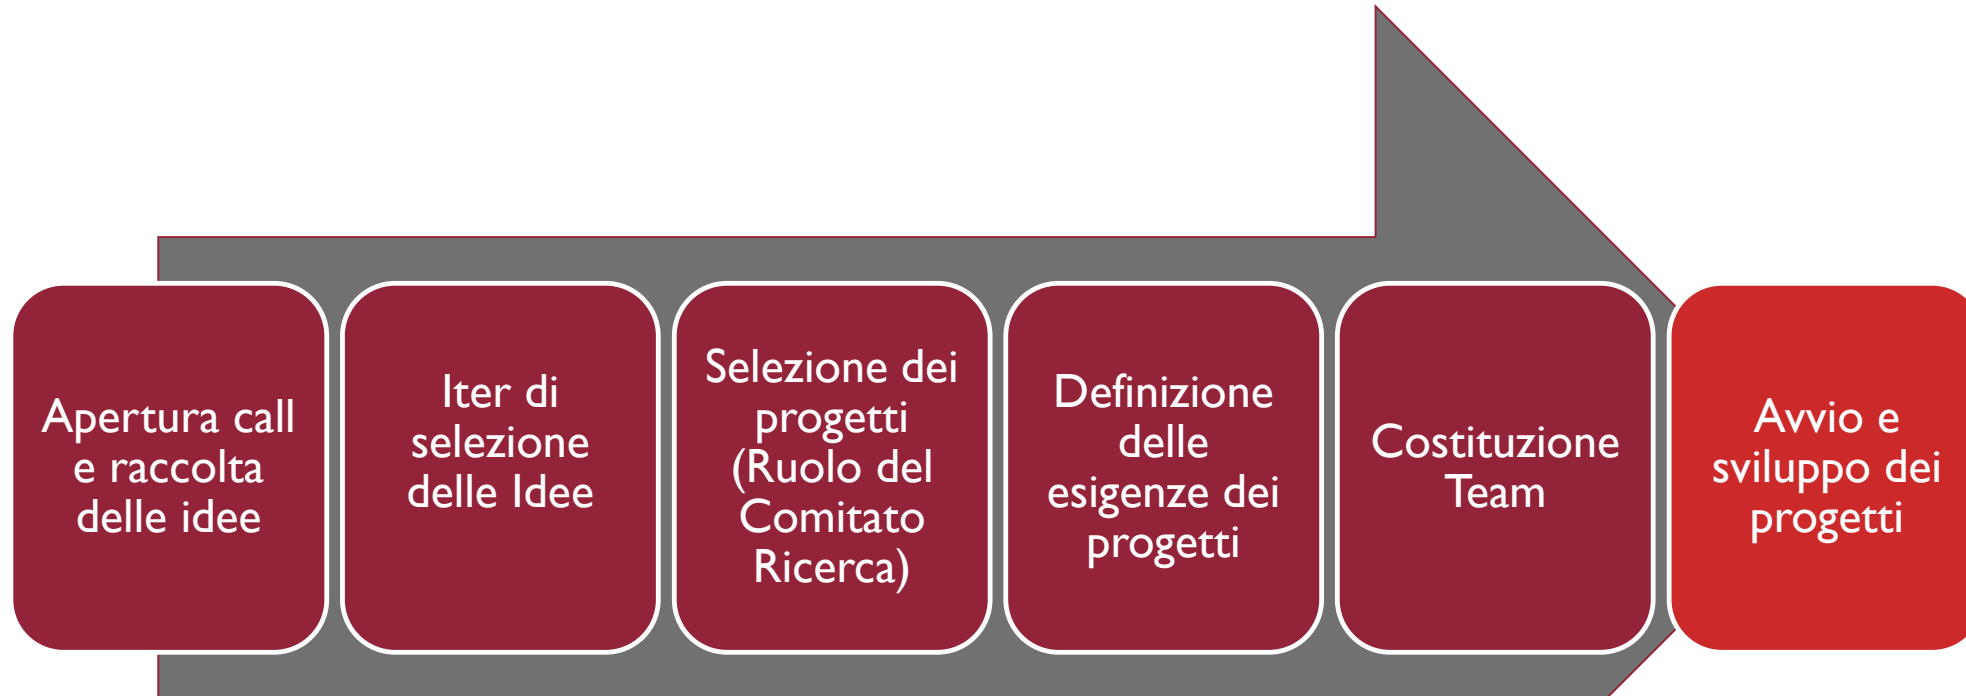 Apertura call
e raccolta
delle idee
Iter di
selezione
delle Idee
Selezione dei
progetti
(Ruolo del
Comitato
Ricerca)
Definizione
delle
esigenze dei
progetti
Costituzione
Team
Avvio e
sviluppo dei
progetti